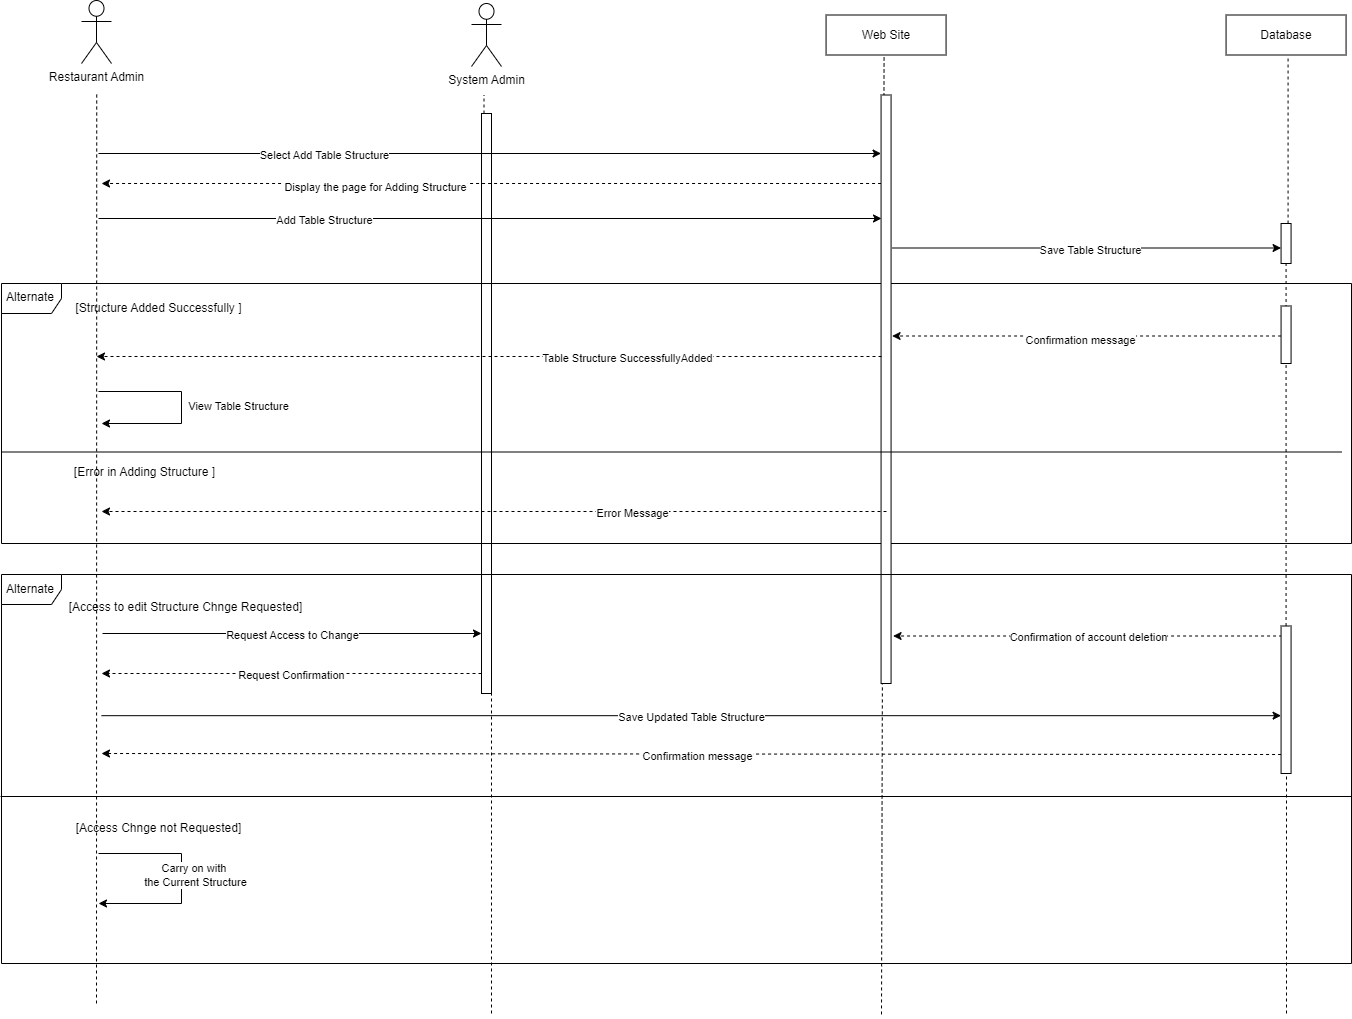 Restaurant Admin
System Admin
Web Site
Database
Select Add Table Structure
Display the page for Adding Structure
Add Table Structure
Save Table Structure
Alternate
[Structure Added Successfully ]
Confirmation message
Table Structure SuccessfullyAdded
View Table Structure
[Error in Adding Structure ]
Error Message
Alternate
[Access to edit Structure Chnge Requested]
Request Access to Change
Confirmation of account deletion
Request Confirmation
Save Updated Table Structure
Confirmation message
[Access Chnge not Requested]
Carry on with
the Current Structure